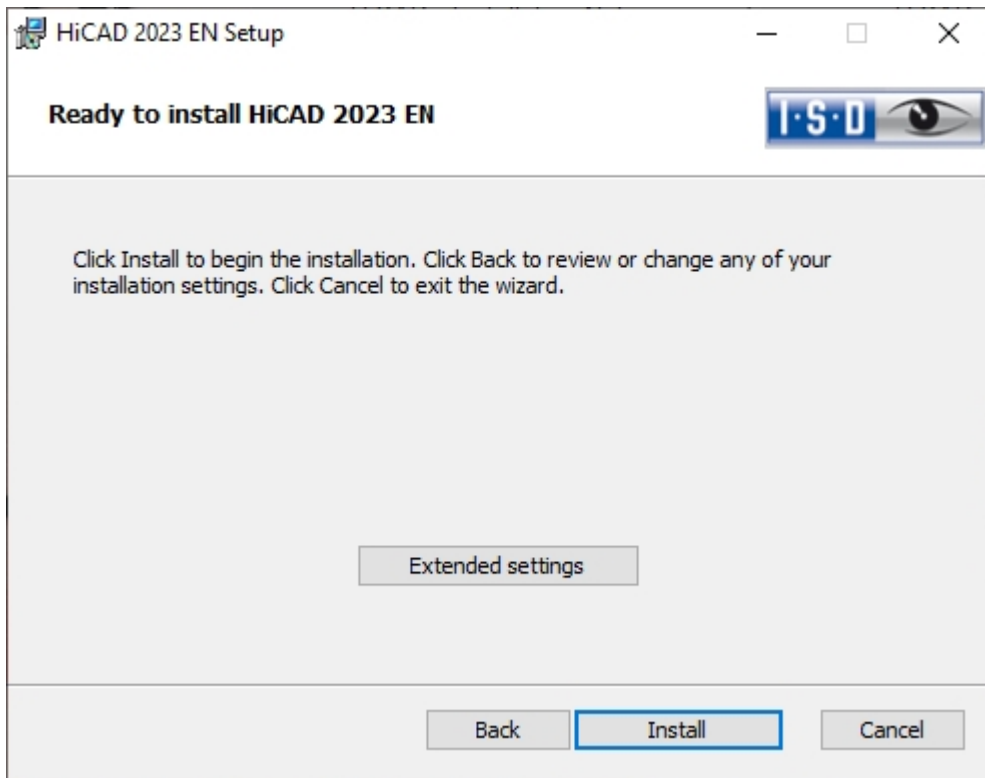 HiCAD 2023 EN Setup
Ready to install HiCAD 2023 EN
I·S·D
Click Install to begin the installation. Click Back to review or change any of your
installation settings. Click Cancel to exit the wizard.
Extended settings
Back
Install
Cancel